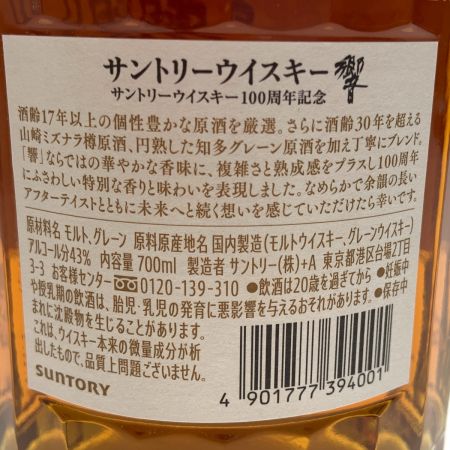 サントリーウイスキー 響
サントリーウイスキー100周年記念
酒齢17年以上の個性豊かな原酒を厳選。さらに酒齢30年を超える
山崎ミズナラ樽原酒、円熟した知多グレーン原酒を加え丁寧にブレンド。
「響」ならではの華やかな香味に、複雑さと熟成感をプラスし100周年
にふさわしい特別な香りと味わいを表現しました。なめらかで余韻の長い
アフターテイストとともに未来へと続く想いを感じていただけたら幸いです。
原材料名 モルト、グレーン 原料原産地名 国内製造(モルトウイスキー、グレーンウイスキー)
アルコール分43% 内容量 700ml 製造者 サントリー(株)+A 東京都港区台場2丁目
3-3 お客様センター 0120-139-310 ●飲酒は20歳を過ぎてから ●妊娠中
や授乳期の飲酒は、胎児・乳児の発育に悪影響を与えるおそれがあります。 ●保存中
まれに沈殿物を生じることがあります。
これは、ウイスキー本来の微量成分が析
出したもので、品質上問題ございません。
SUNTORY
4 901777 394001